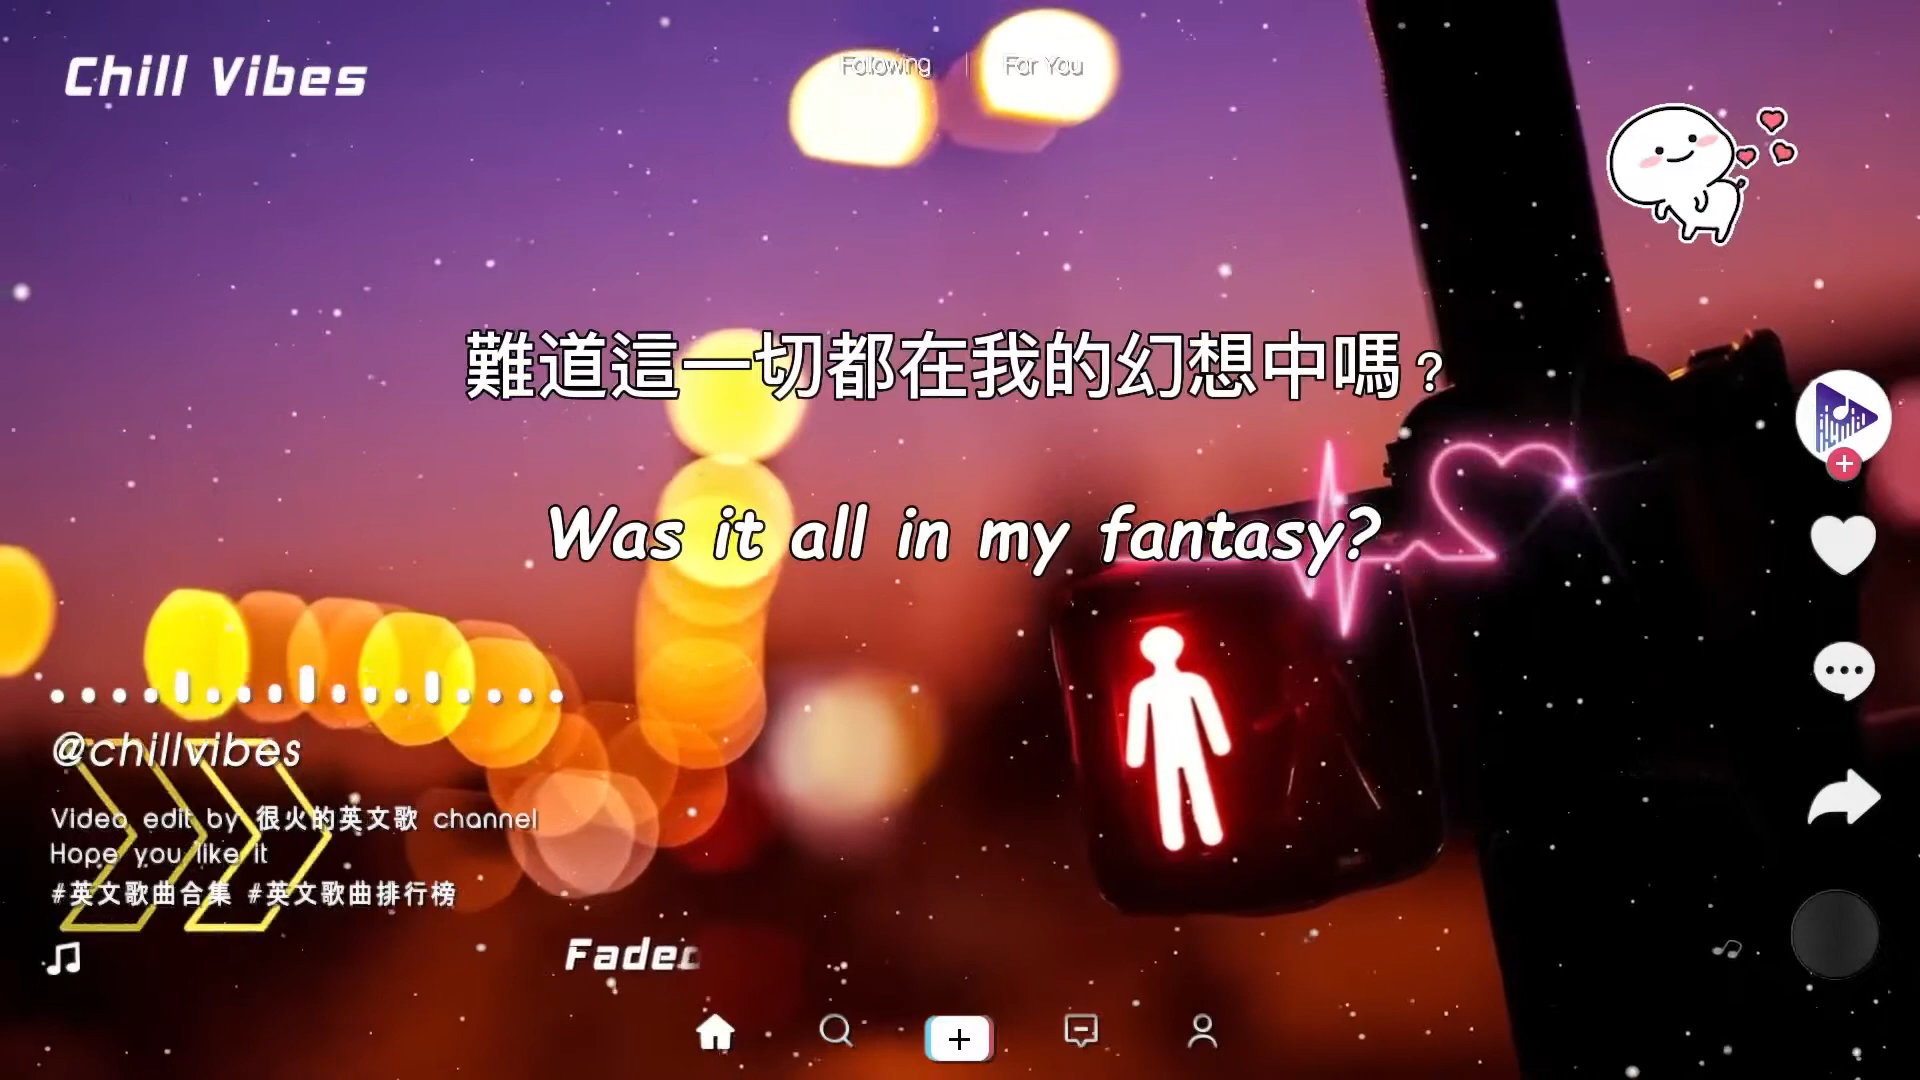 Chill Vibes
Following | For You
難道這一切都在我的幻想中嗎？
Was it all in my fantasy?
@chillvibes
Video edit by 很火的英文歌 channel
Hope you like it
#英文歌曲合集 #英文歌曲排行榜
Faded